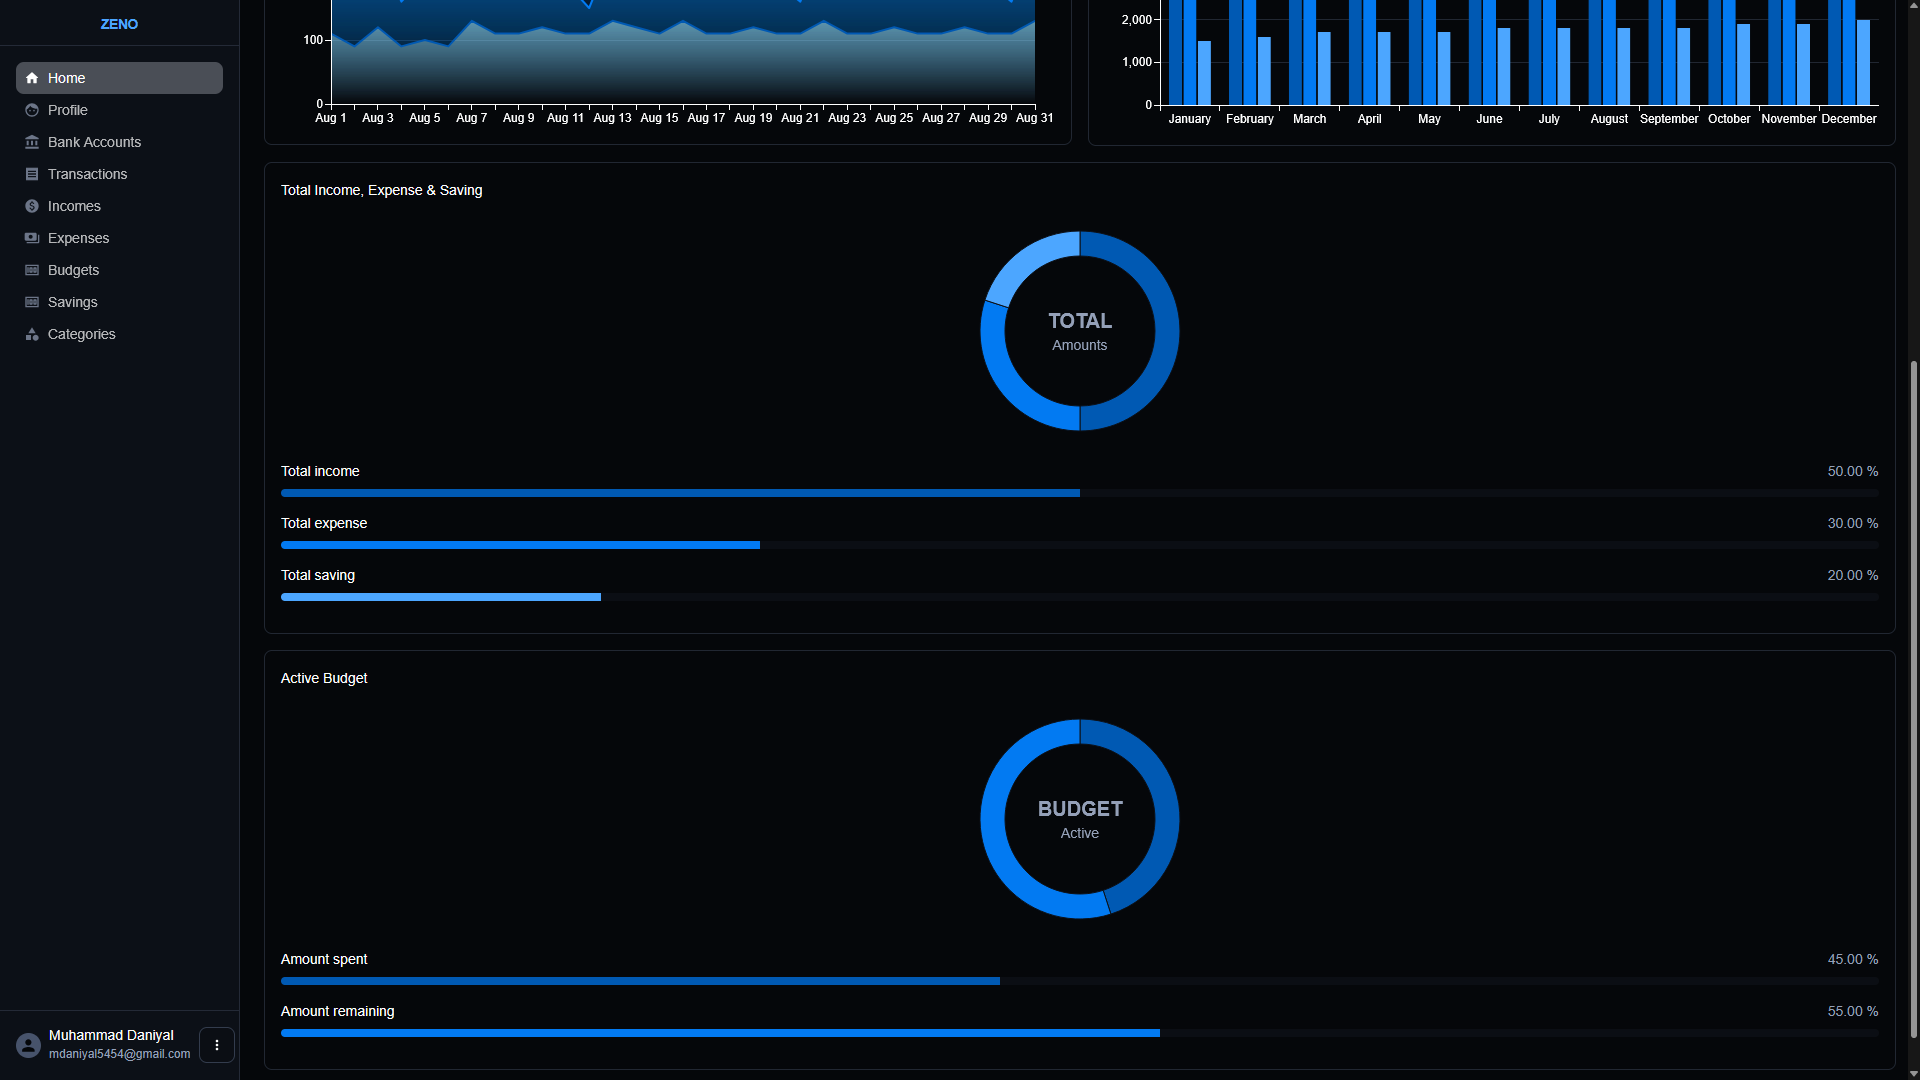 ZENO
Home
Profile
Bank Accounts
Transactions
Incomes
Expenses
Budgets
Savings
Categories
Muhammad Daniyal
mdaniyal5454@gmail.com
100
0
Aug 1 Aug 3 Aug 5 Aug 7 Aug 9 Aug 11 Aug 13 Aug 15 Aug 17 Aug 19 Aug 21 Aug 23 Aug 25 Aug 27 Aug 29 Aug 31
2,000
1,000
0
January February March April May June July August September October November December
Total Income, Expense & Saving
TOTAL
Amounts
Total income 50.00 %
Total expense 30.00 %
Total saving 20.00 %
Active Budget
BUDGET
Active
Amount spent 45.00 %
Amount remaining 55.00 %